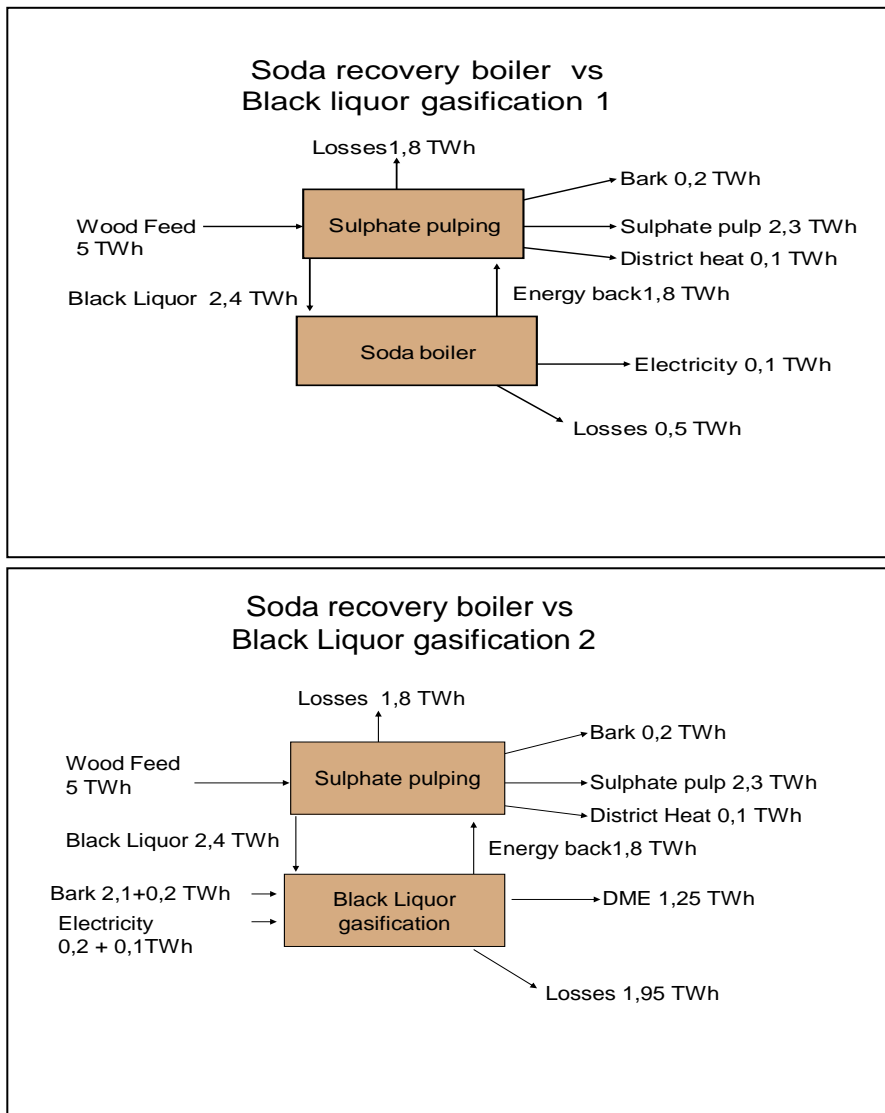 Soda recovery boiler vs
Black liquor gasification 1
Losses1,8 TWh
Bark 0,2 TWh
Wood Feed
5 TWh
Sulphate pulping
Sulphate pulp 2,3 TWh
District heat 0,1 TWh
Black Liquor 2,4 TWh
Energy back1,8 TWh
Soda boiler
Electricity 0,1 TWh
Losses 0,5 TWh
Soda recovery boiler vs
Black Liquor gasification 2
Losses 1,8 TWh
Bark 0,2 TWh
Wood Feed
5 TWh
Sulphate pulping
Sulphate pulp 2,3 TWh
District Heat 0,1 TWh
Black Liquor 2,4 TWh
Energy back1,8 TWh
Bark 2,1+0,2 TWh
Electricity
0,2 + 0,1TWh
Black Liquor
gasification
DME 1,25 TWh
Losses 1,95 TWh